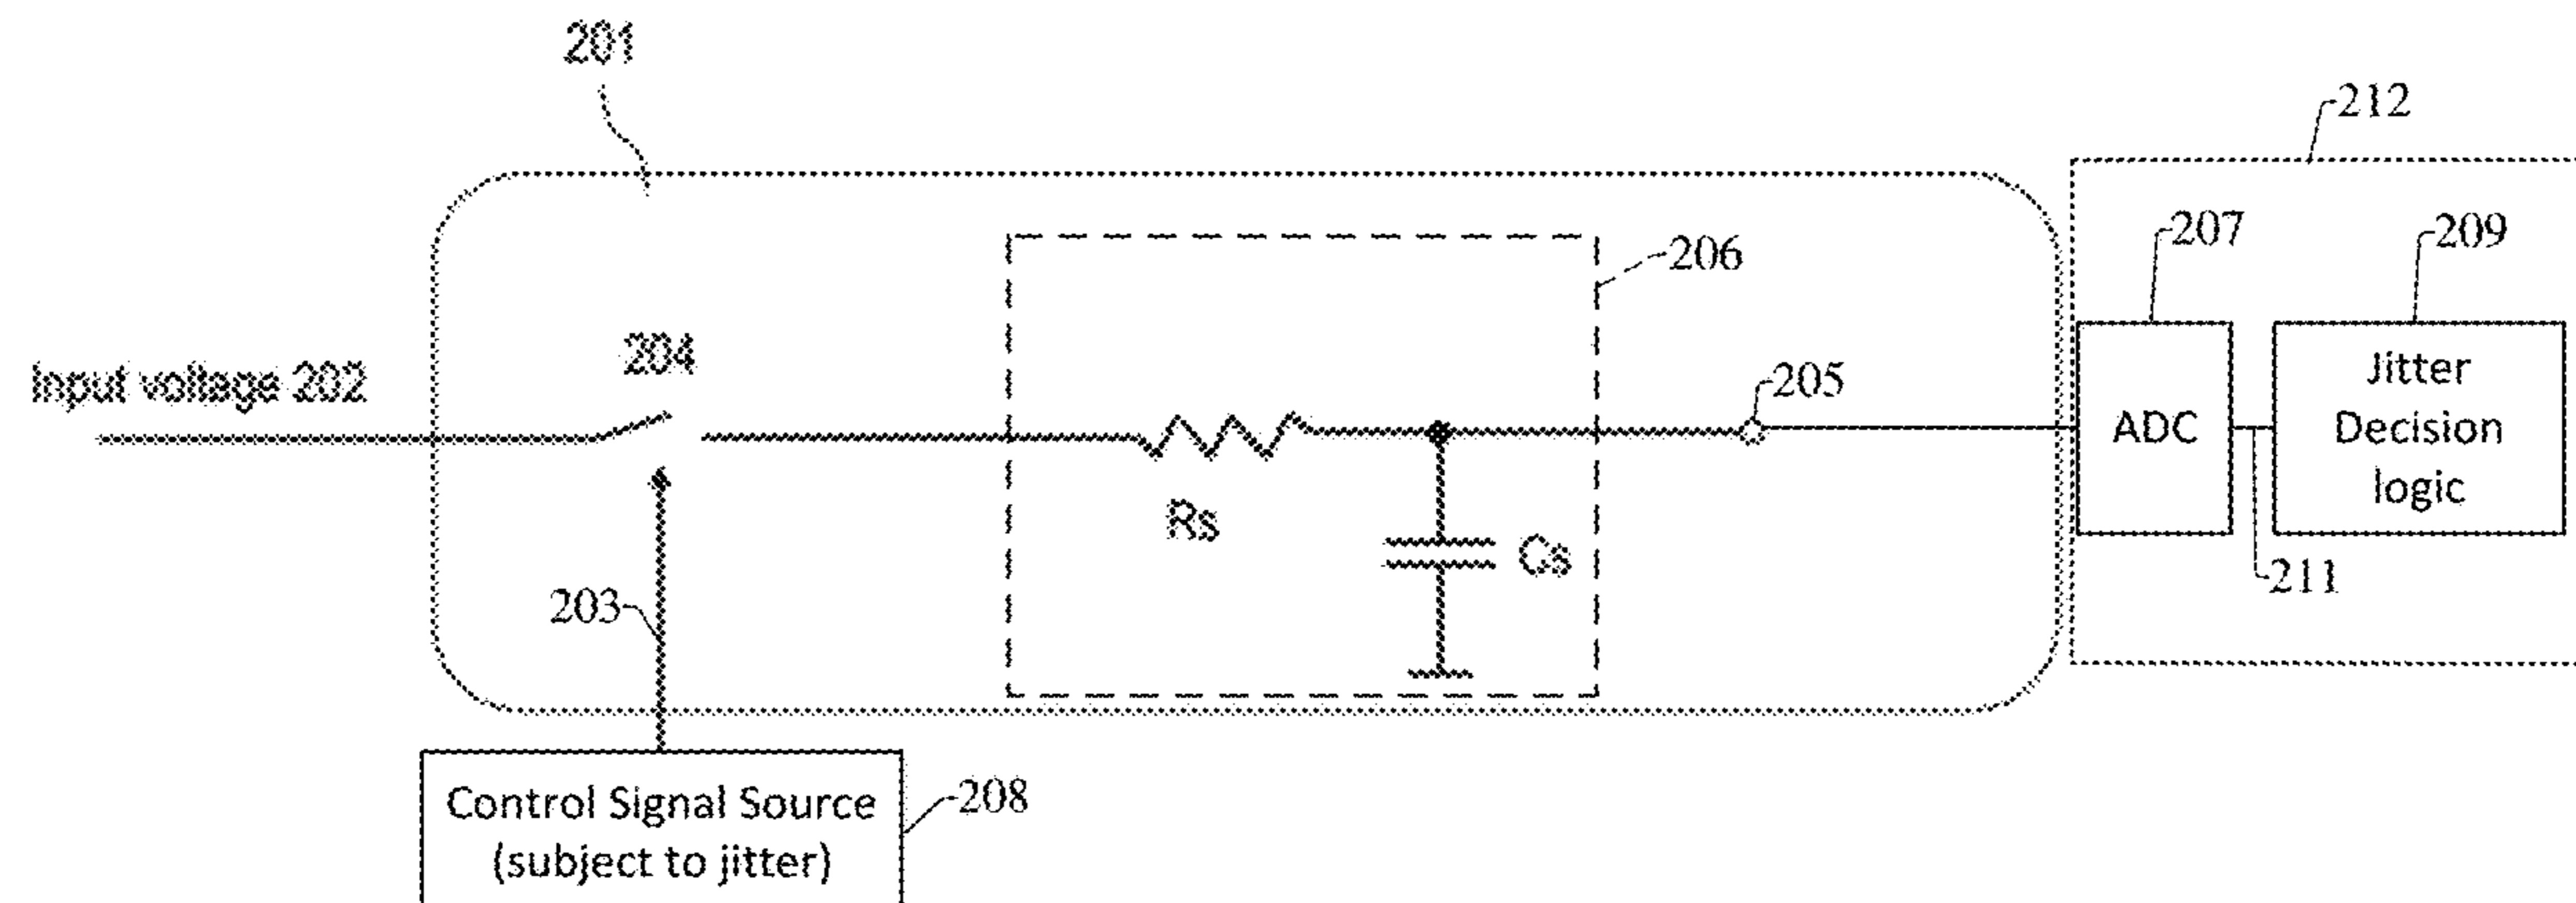 201
212
207
209
206
204
Input voltage 202
205
Jitter
Decision
logic
ADC
Rs
Cs
203
211
Control Signal Source
(subject to jitter)
208